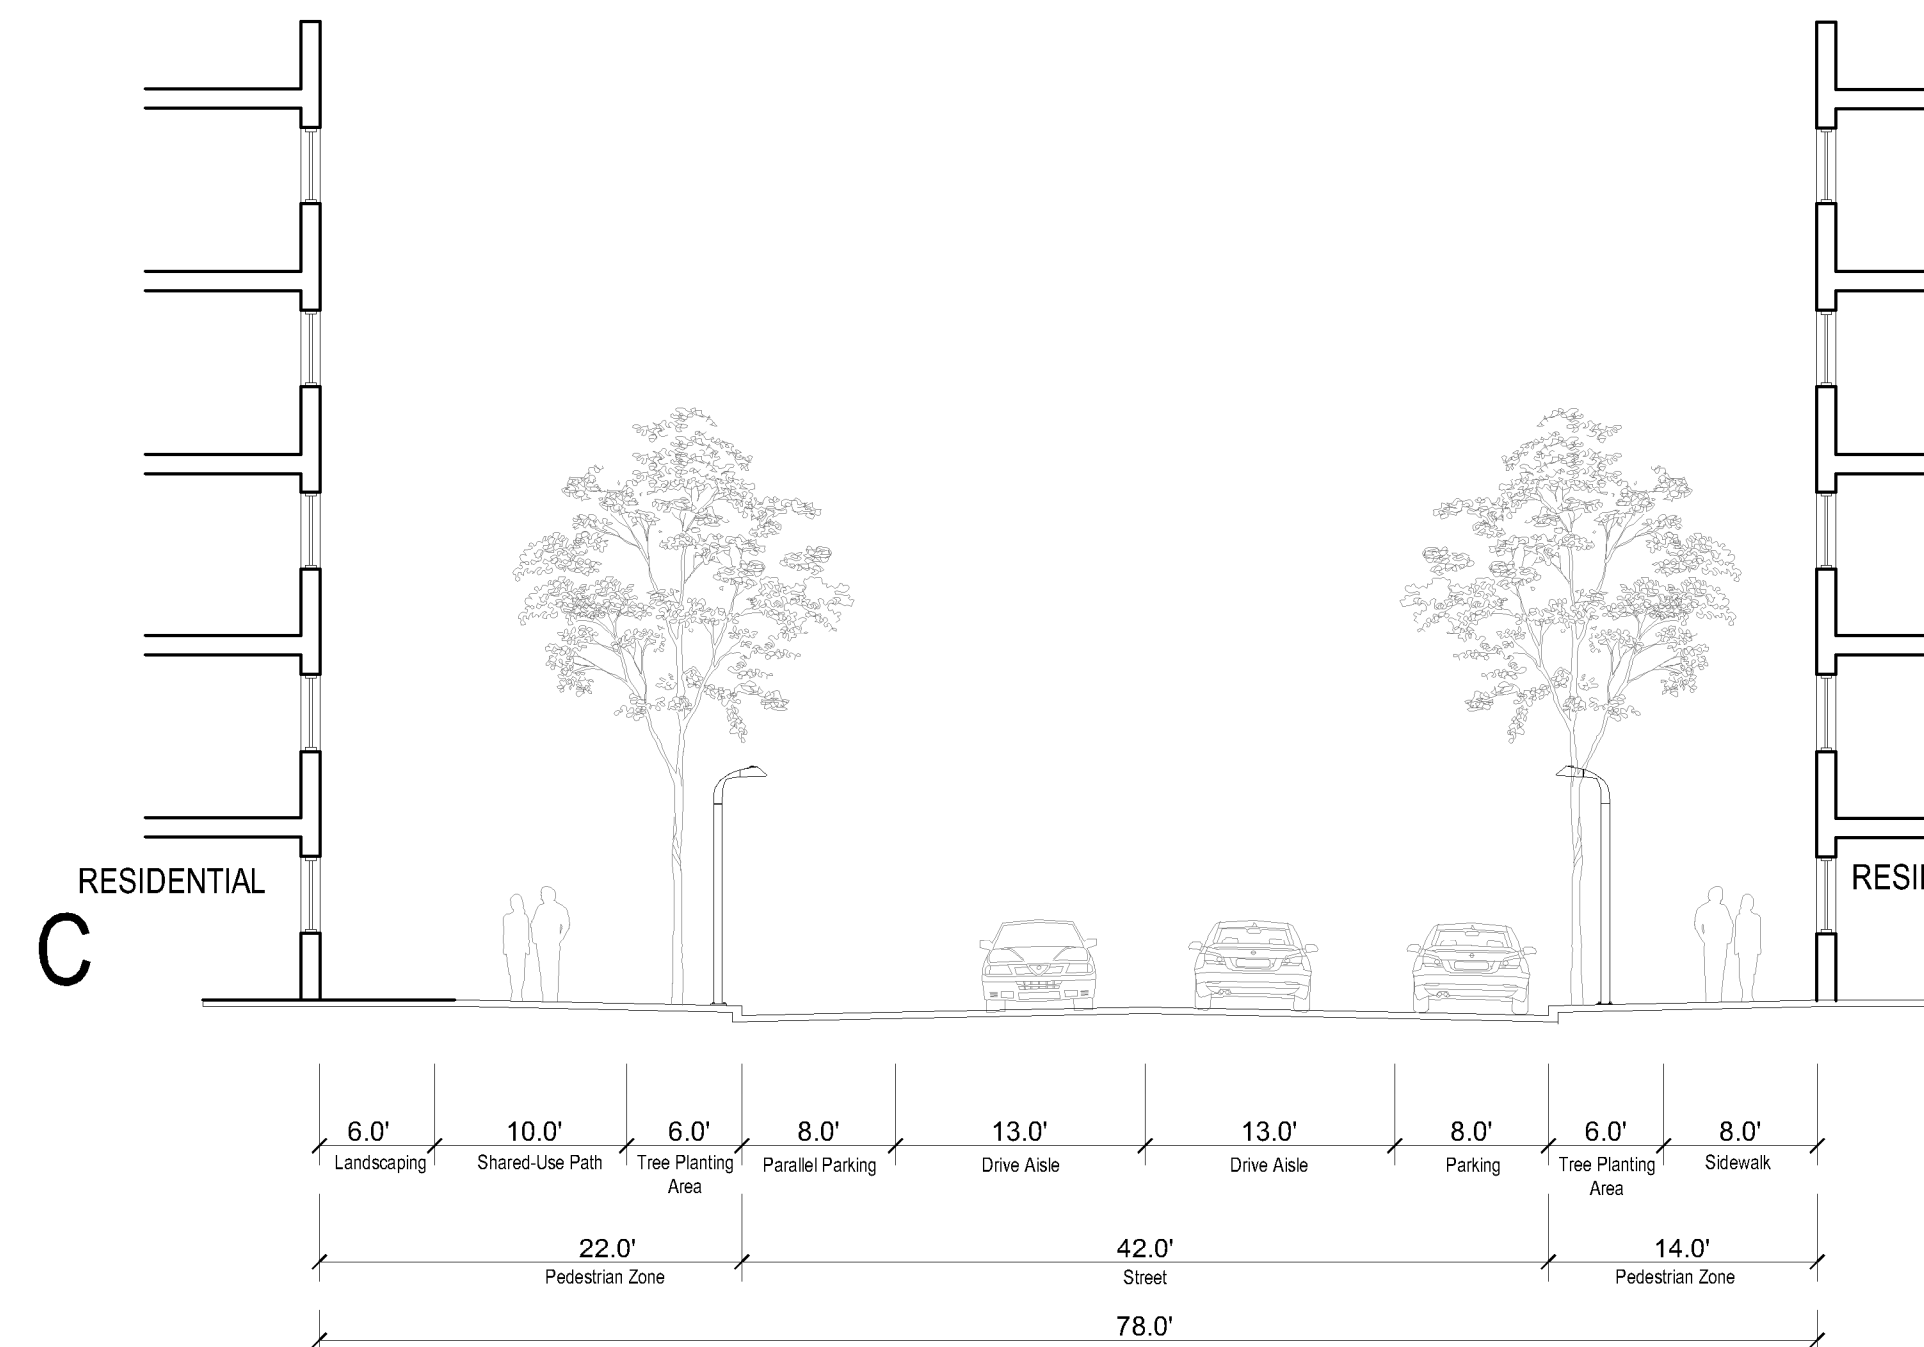 RESIDENTIAL
RESI
C
6.0' 10.0' 6.0' 8.0' 13.0' 13.0' 8.0' 6.0' 8.0'
Landscaping Shared-Use Path Tree Planting Parallel Parking Drive Aisle Drive Aisle Parking Tree Planting Sidewalk
Area Area
22.0' 42.0' 14.0'
Pedestrian Zone Street Pedestrian Zone
78.0'